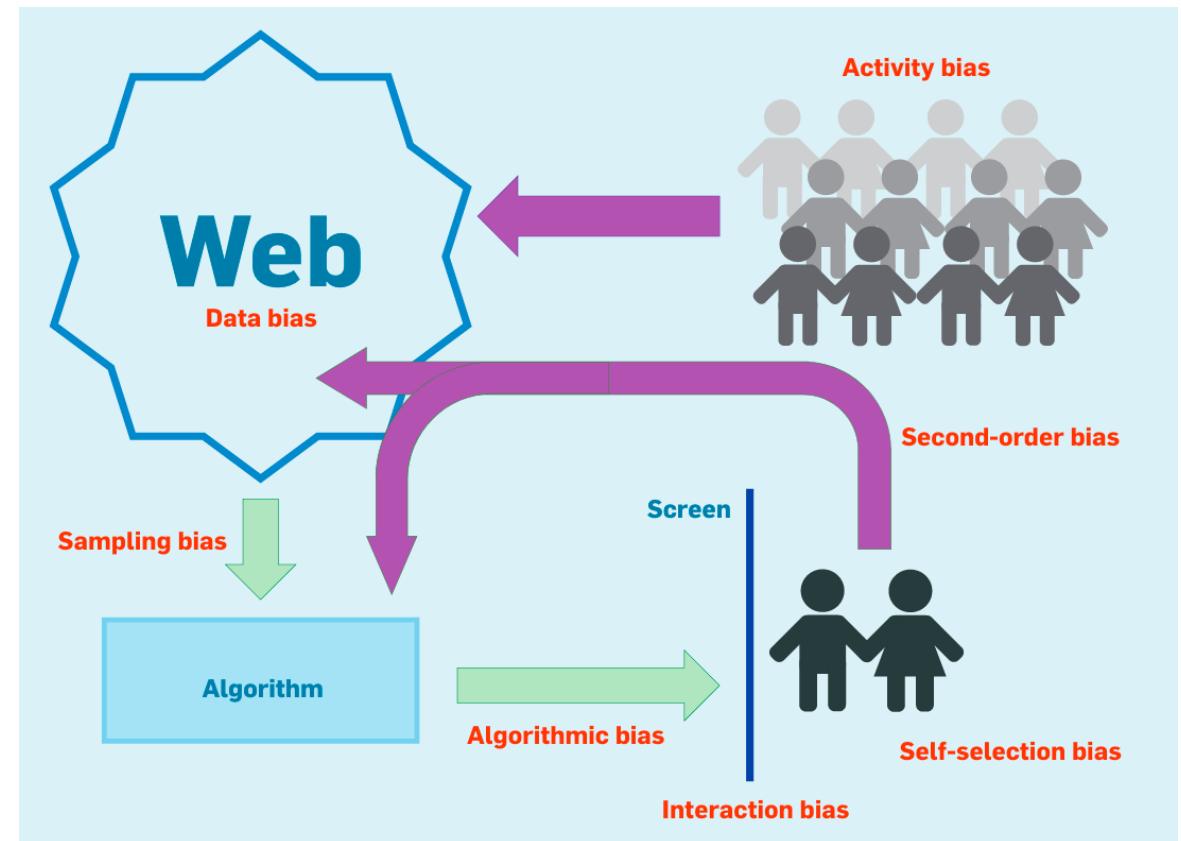 Activity bias
Web
Data bias
Second-order bias
Screen
Sampling bias
Algorithm
Algorithmic bias
Self-selection bias
Interaction bias